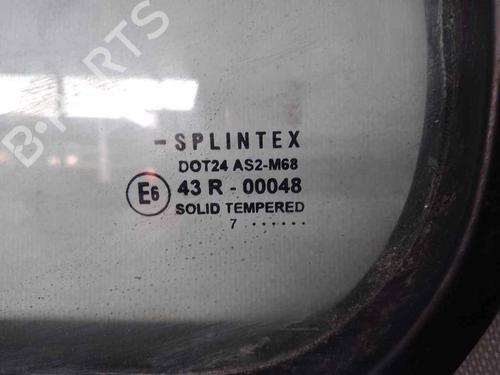 B-PARTS
-SPLINTEX
DOT24 AS2-M68
E6 43 R - 00048
SOLID TEMPERED
7 ......